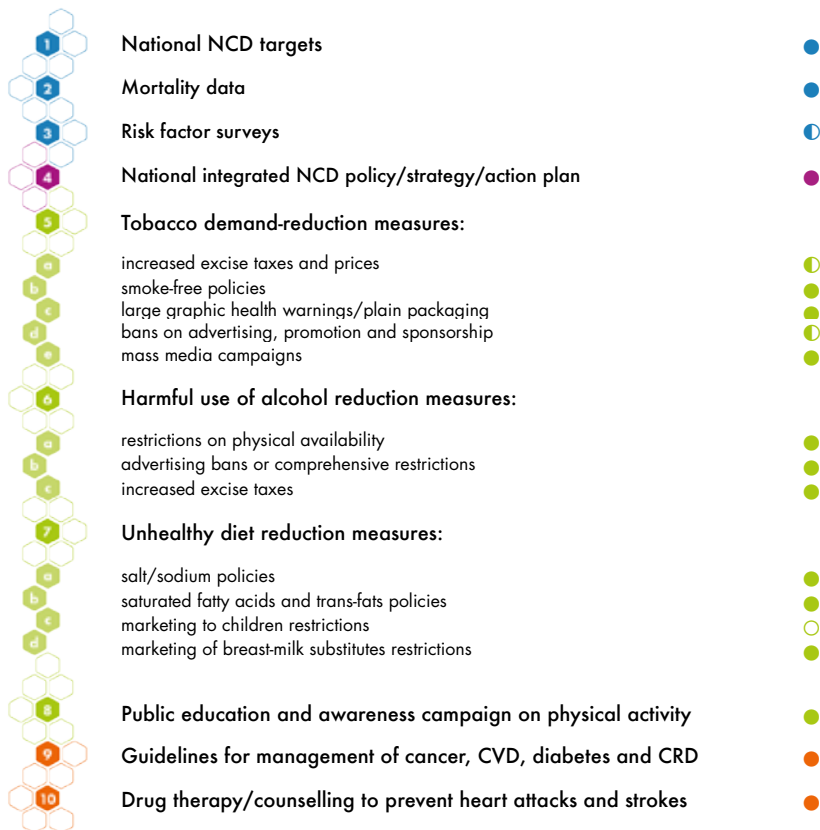 1 National NCD targets
2 Mortality data
3 Risk factor surveys
4 National integrated NCD policy/strategy/action plan
5 Tobacco demand-reduction measures:
a increased excise taxes and prices
b smoke-free policies
c large graphic health warnings/plain packaging
d bans on advertising, promotion and sponsorship
e mass media campaigns
6 Harmful use of alcohol reduction measures:
a restrictions on physical availability
b advertising bans or comprehensive restrictions
c increased excise taxes
7 Unhealthy diet reduction measures:
a salt/sodium policies
b saturated fatty acids and trans-fats policies
c marketing to children restrictions
d marketing of breast-milk substitutes restrictions
8 Public education and awareness campaign on physical activity
9 Guidelines for management of cancer, CVD, diabetes and CRD
10 Drug therapy/counselling to prevent heart attacks and strokes